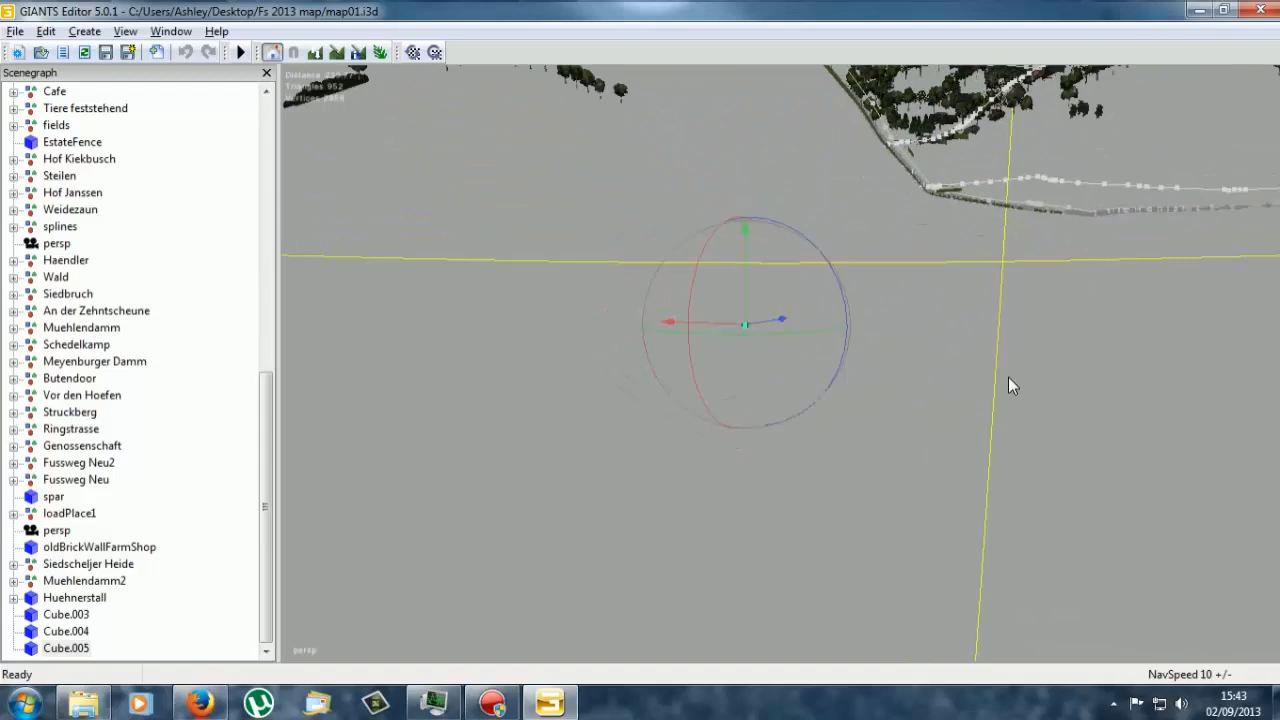 GIANTS Editor 5.0.1 - C:/Users/Ashley/Desktop/Fs 2013 map/map01.i3d
File Edit Create View Window Help
Scenegraph
Cafe
Tiere feststehend
fields
EstateFence
Hof Kiekbusch
Steilen
Hof Janssen
Weidezaun
splines
persp
Haendler
Wald
Siedbruch
An der Zehntscheune
Muehlendamm
Schedelkamp
Meyenburger Damm
Butendoor
Vor den Hoefen
Struckberg
Ringstrasse
Genossenschaft
Fussweg Neu2
Fussweg Neu
spar
loadPlace1
persp
oldBrickWallFarmShop
Siedscheljer Heide
Muehlendamm2
Huehnerstall
Cube.003
Cube.004
Cube.005
Distance
Triangles 952
Vertices
persp
Ready
NavSpeed 10 +/-
15:43
02/09/2013